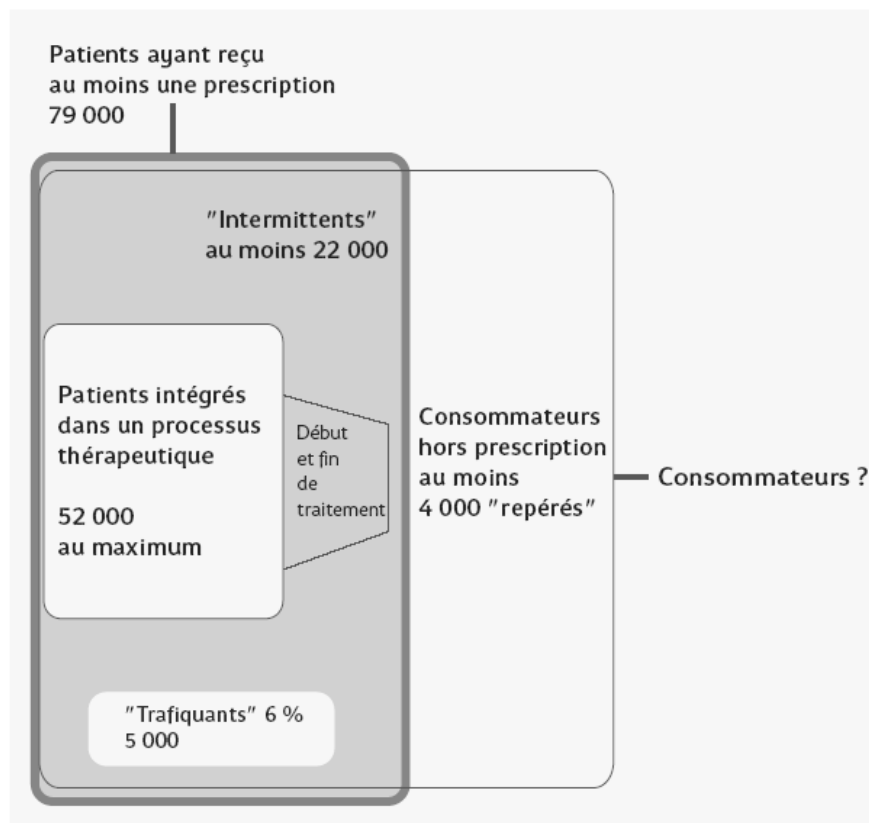 Patients ayant reçu
au moins une prescription
79 000
"Intermittents"
au moins 22 000
Patients intégrés
dans un processus
thérapeutique
52 000
au maximum
Début
et fin
de
traitement
Consommateurs
hors prescription
au moins
4 000 "repérés"
Consommateurs ?
"Trafiquants" 6 %
5 000